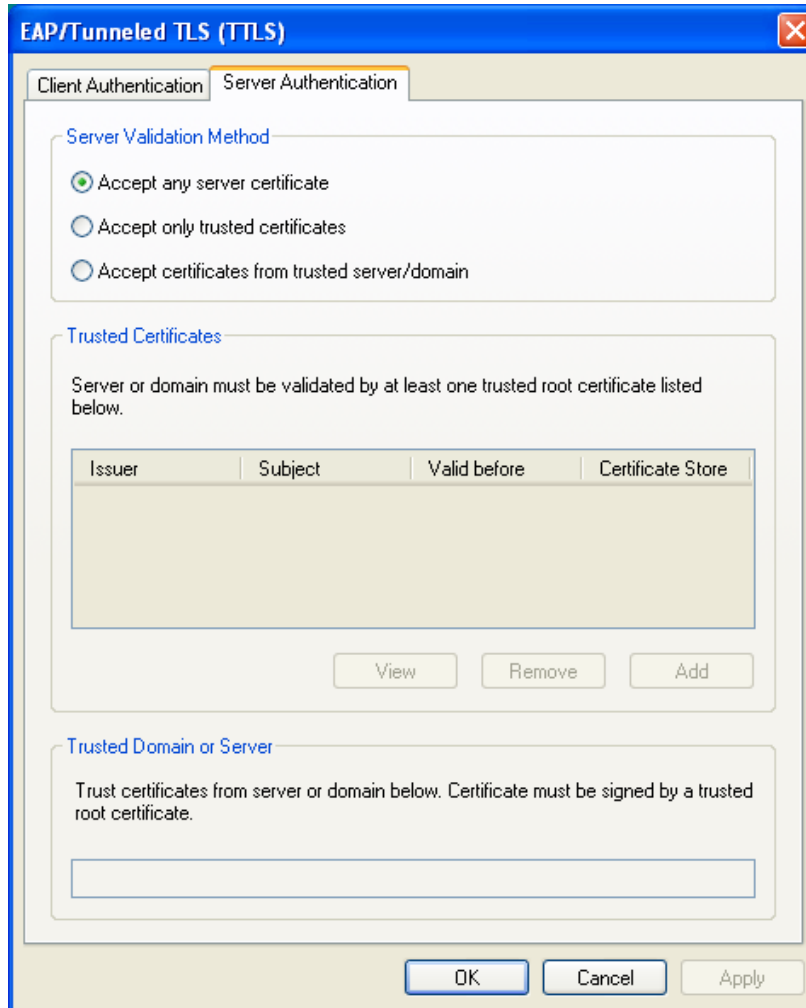 EAP/Tunneled TLS (TTLS)
Client Authentication
Server Authentication
Server Validation Method
Accept any server certificate
Accept only trusted certificates
Accept certificates from trusted server/domain
Trusted Certificates
Server or domain must be validated by at least one trusted root certificate listed
below.
Issuer Subject Valid before Certificate Store
View Remove Add
Trusted Domain or Server
Trust certificates from server or domain below. Certificate must be signed by a trusted
root certificate.
OK Cancel Apply